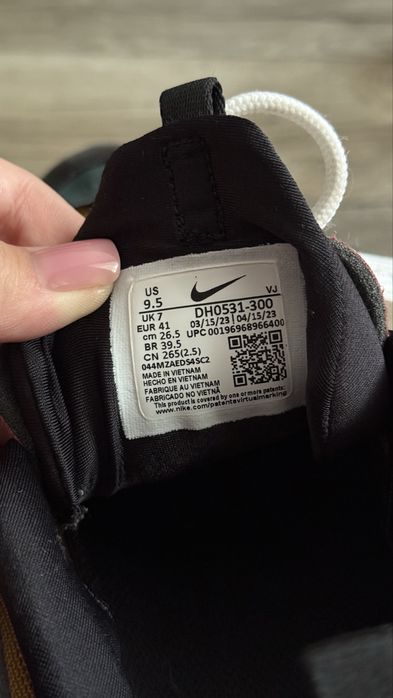 US VJ
9.5
UK 7 DH0531-300
EUR 41 03/15/23 | 04/15/23
cm 26.5 UPC 00196968966400
BR 39.5
CN 265(2.5)
044MZAEDS4SC2
MADE IN VIETNAM
HECHO EN VIETNAM
FABRIQUE AU VIETNAM
FABRICADO NO VIETNÃ
This product is covered by one or more patents:
www.nike.com/patentsvirtualmarking